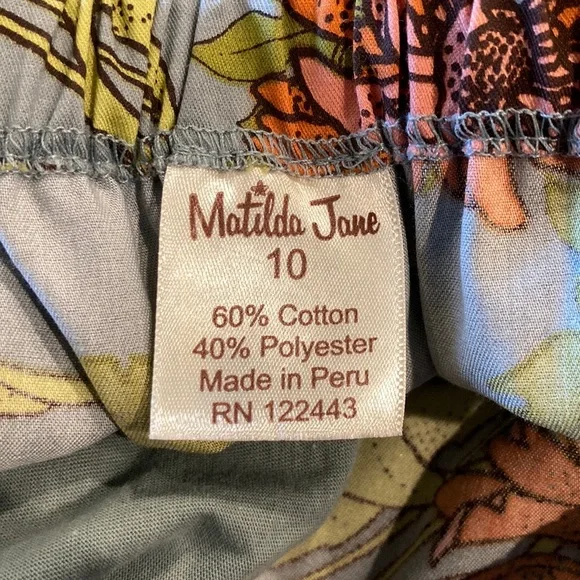 Matilda Jane
10
60% Cotton
40% Polyester
Made in Peru
RN 122443